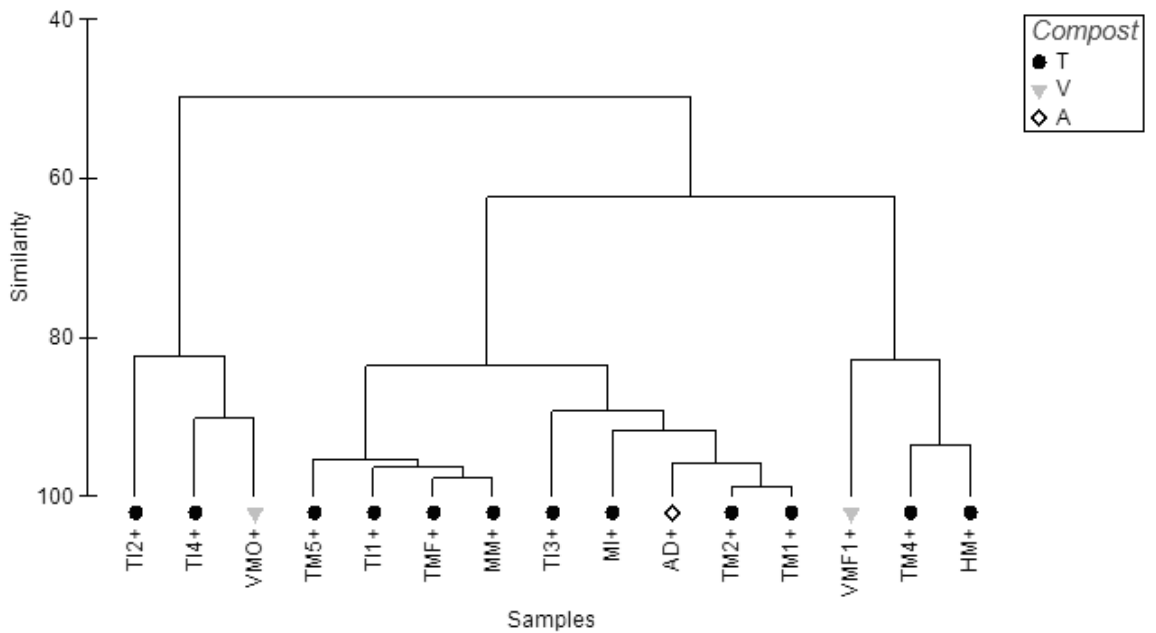 40
60
80
100
Similarity
Compost
T
V
A
TI2+
TI4+
VMO+
TM5+
TI1+
TMF+
MM+
TI3+
MI+
AD+
TM2+
TM1+
VMF1+
TM4+
HM+
Samples